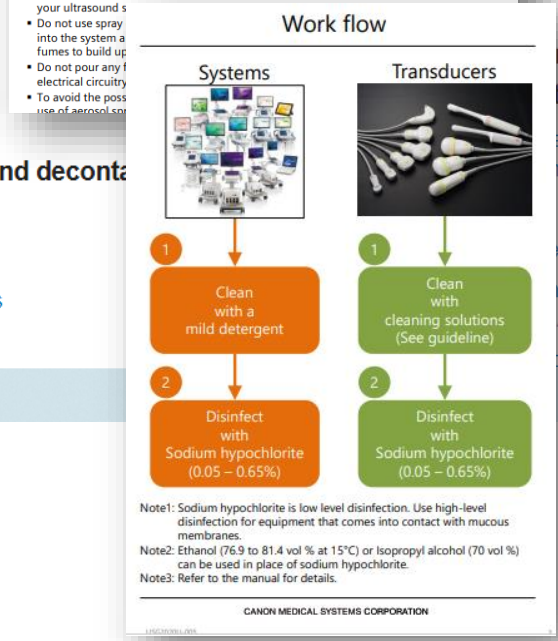 your ultrasound s
▪ Do not use spray
into the system a
fumes to build up
▪ Do not pour any f
electrical circuitry
▪ To avoid the poss
use of aerosol spr
nd deconta
s
Work flow
Systems
Transducers
1
Clean
with a
mild detergent
2
Disinfect
with
Sodium hypochlorite
(0.05 – 0.65%)
1
Clean
with
cleaning solutions
(See guideline)
2
Disinfect
with
Sodium hypochlorite
(0.05 – 0.65%)
Note1: Sodium hypochlorite is low level disinfection. Use high-level
disinfection for equipment that comes into contact with mucous
membranes.
Note2: Ethanol (76.9 to 81.4 vol % at 15°C) or Isopropyl alcohol (70 vol %)
can be used in place of sodium hypochlorite.
Note3: Refer to the manual for details.
CANON MEDICAL SYSTEMS CORPORATION